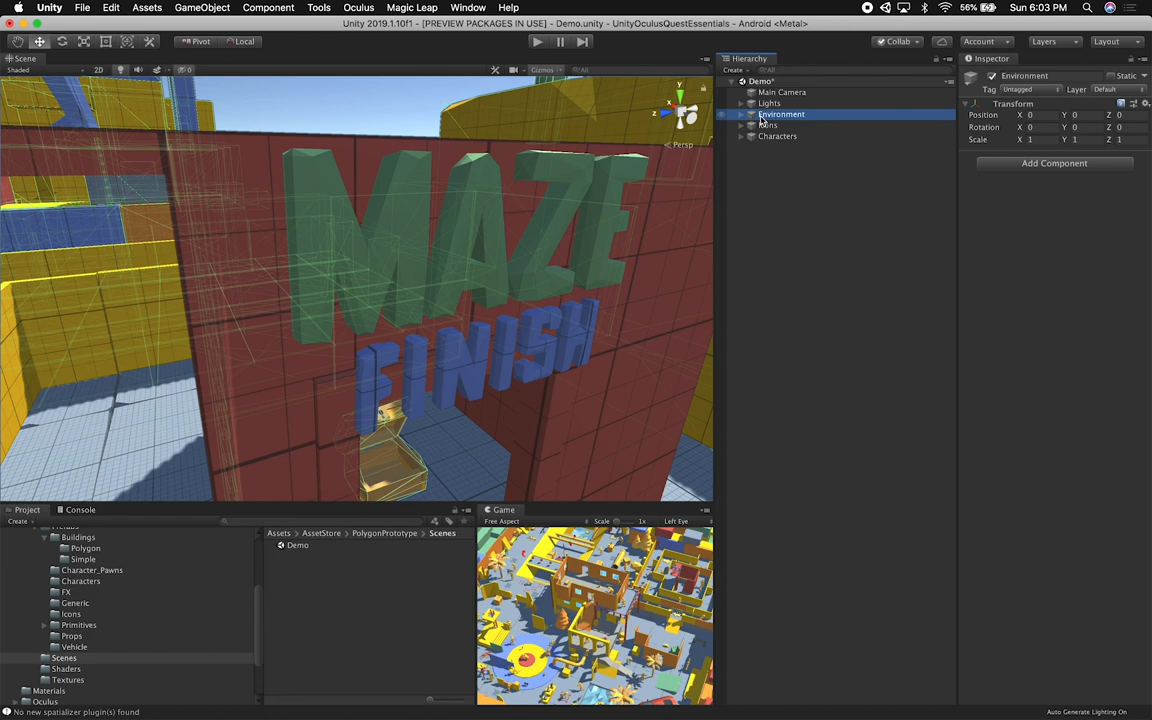 Unity File Edit Assets GameObject Component Tools Oculus Magic Leap Window Help 56% Sun 6:03 PM
Unity 2019.1.10f1 - [PREVIEW PACKAGES IN USE] - Demo.unity - UnityOculusQuestEssentials - Android <Metal>
Pivot Local Collab Account Layers Layout
Scene
Shaded 2D 0 Gizmos All
y
x
z
Persp
MAZE
FINISH
Hierarchy
Create All
Demo*
Main Camera
Lights
Environment
Icons
Characters
Inspector
Environment Static
Tag Untagged Layer Default
Transform
Position X 0 Y 0 Z 0
Rotation X 0 Y 0 Z 0
Scale X 1 Y 1 Z 1
Add Component
Project Console
Create
Prefabs
Buildings
Polygon
Simple
Character_Pawns
Characters
FX
Generic
Icons
Primitives
Props
Vehicle
Scenes
Shaders
Textures
Materials
Oculus
Assets > AssetStore > PolygonPrototype > Scenes
Demo
Game
Free Aspect Scale 1x Left Eye
No new spatializer plugin(s) found
Auto Generate Lighting On